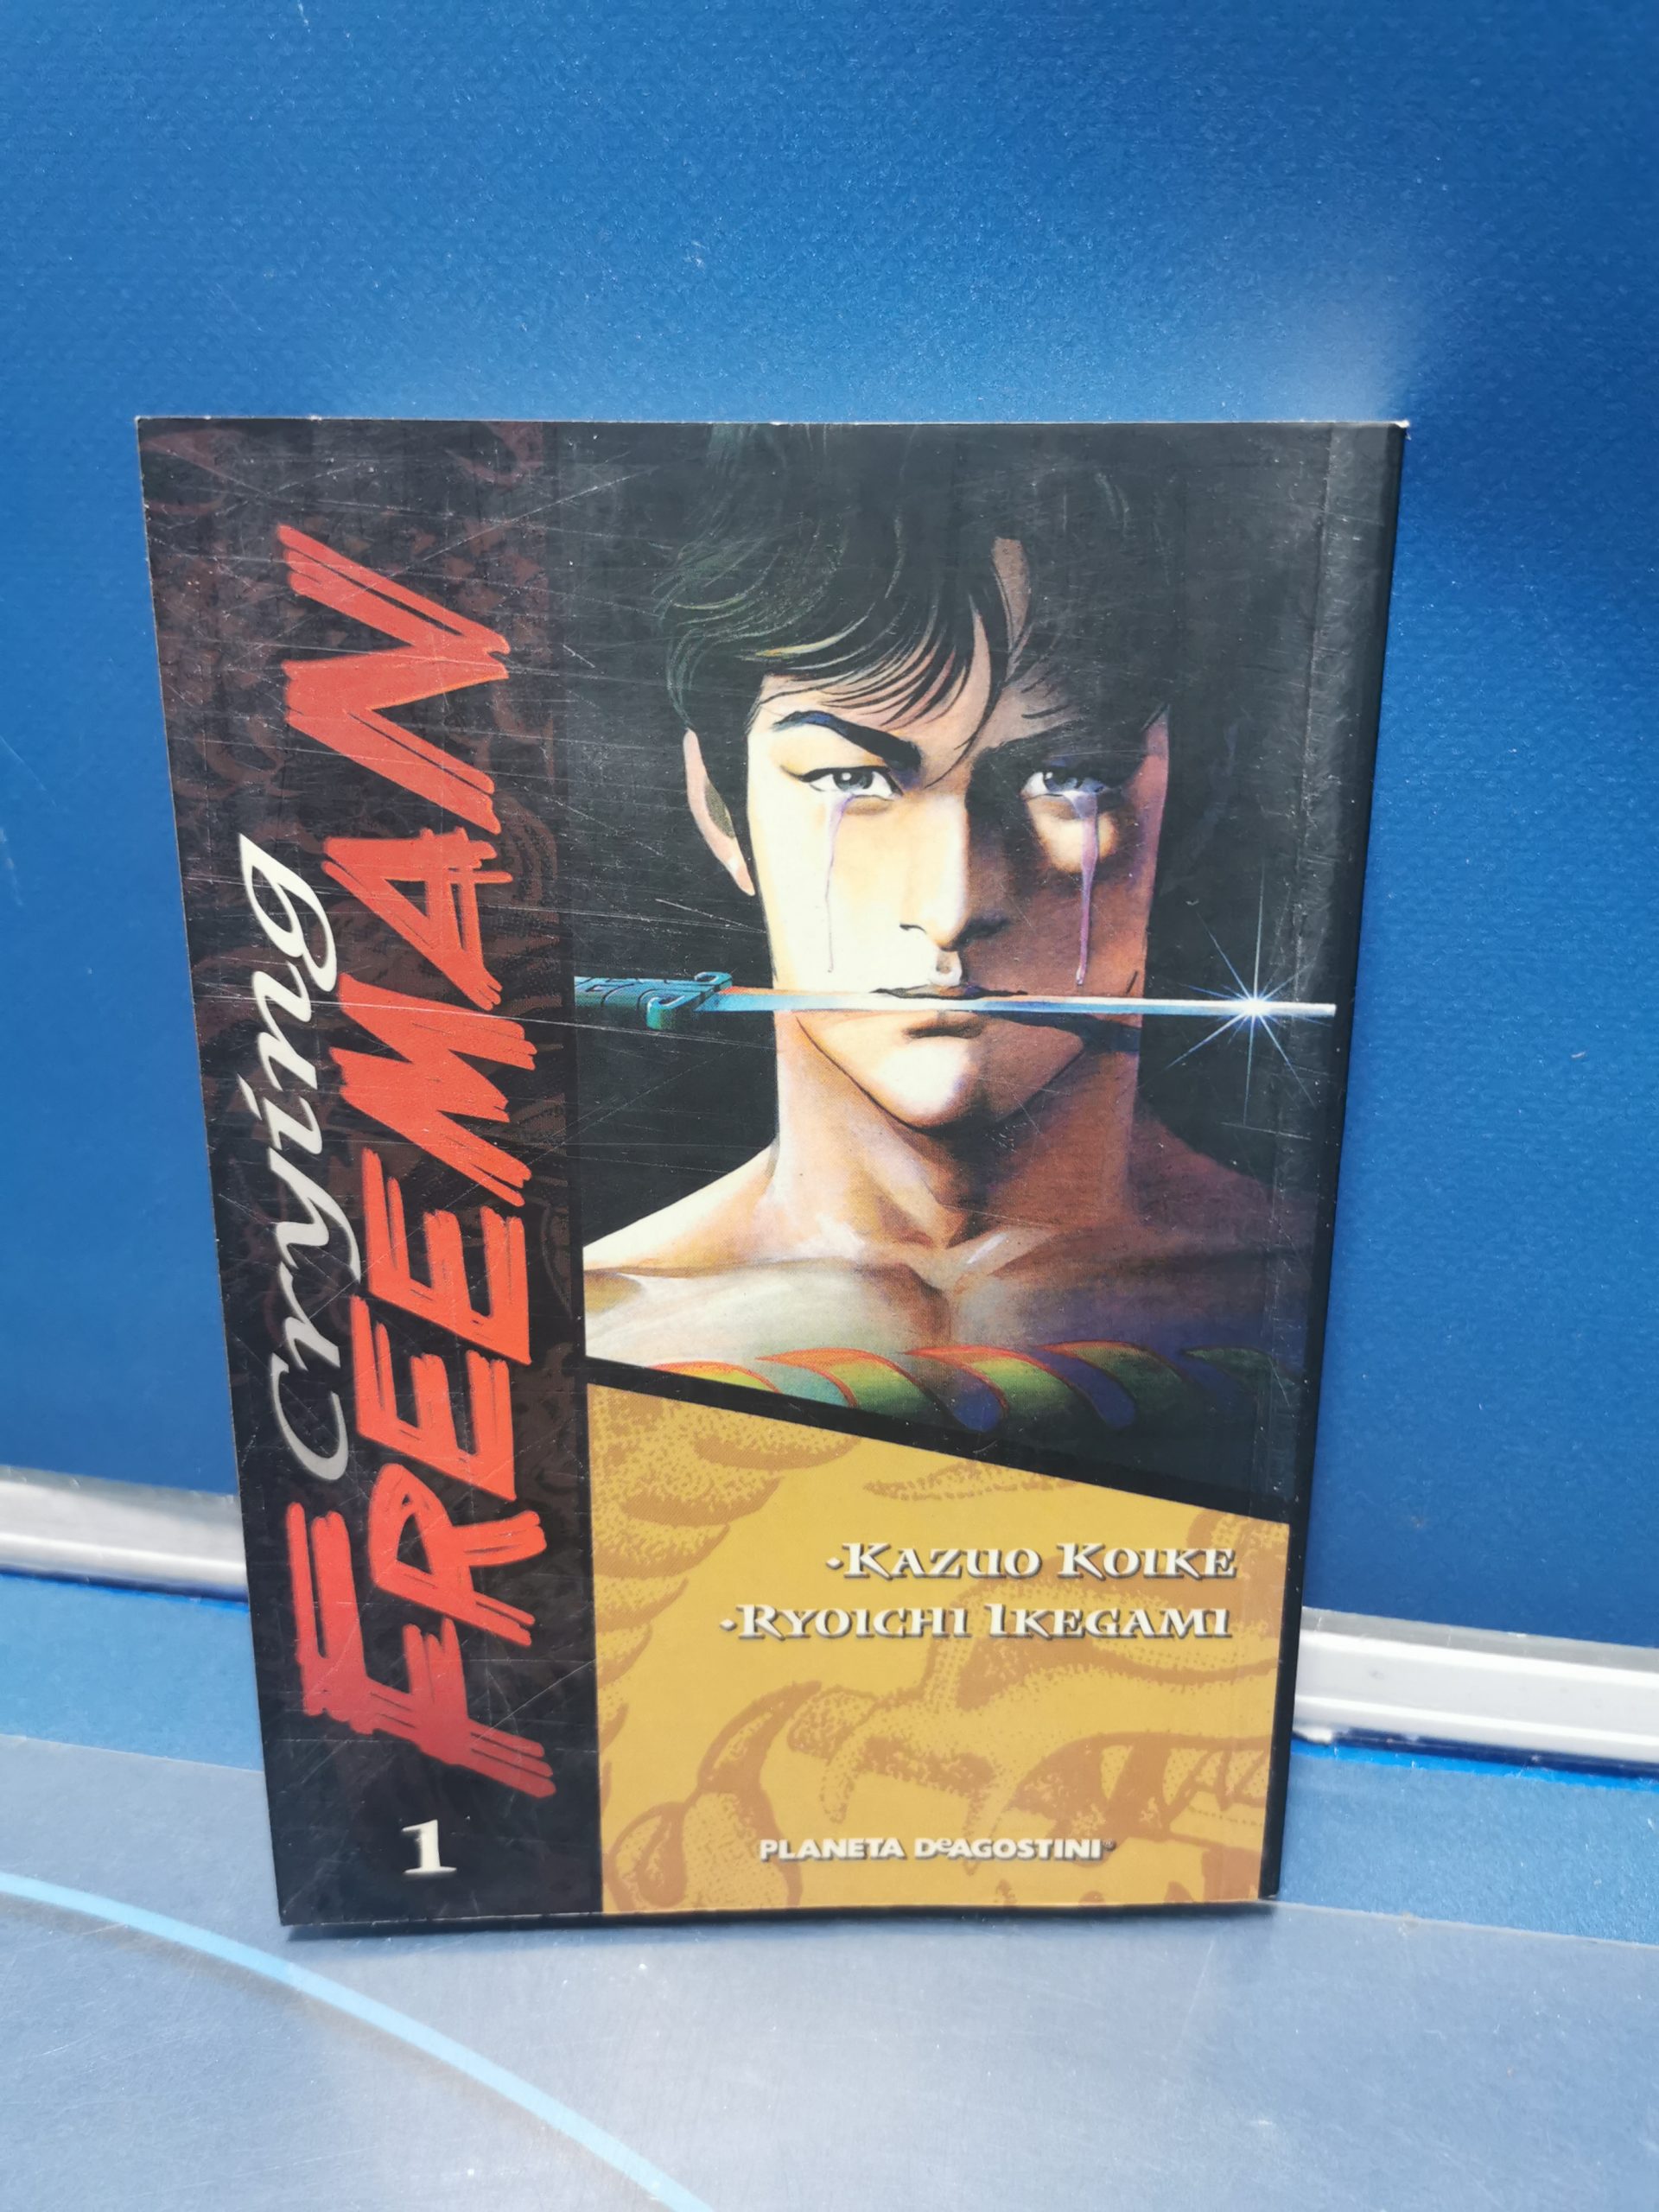 Crying
FREEMAN
1
·KAZUO KOIKE
·RYOICHI IKEGAMI
PLANETA DeAGOSTINI®